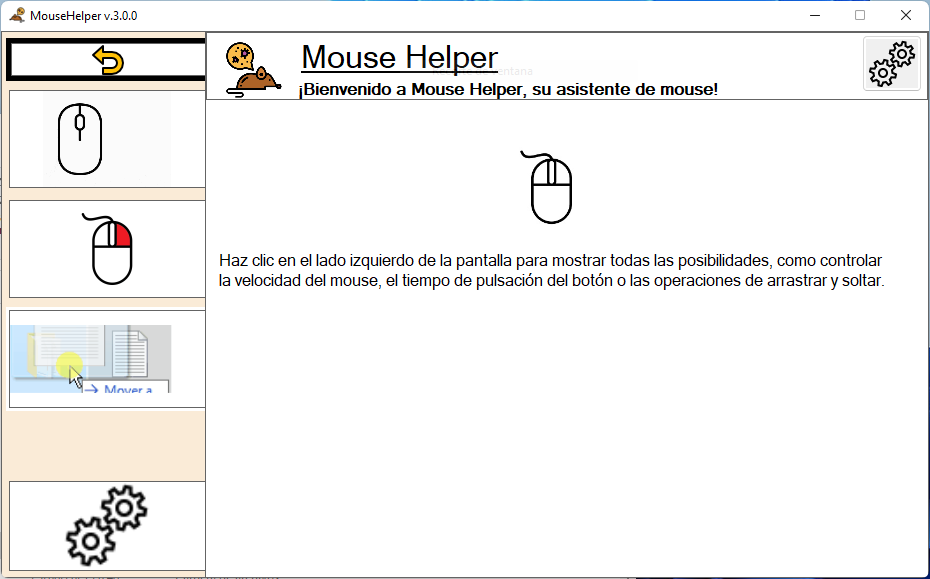 MouseHelper v.3.0.0
Mouse Helper
¡Bienvenido a Mouse Helper, su asistente de mouse!
Haz clic en el lado izquierdo de la pantalla para mostrar todas las posibilidades, como controlar
la velocidad del mouse, el tiempo de pulsación del botón o las operaciones de arrastrar y soltar.
Mover a